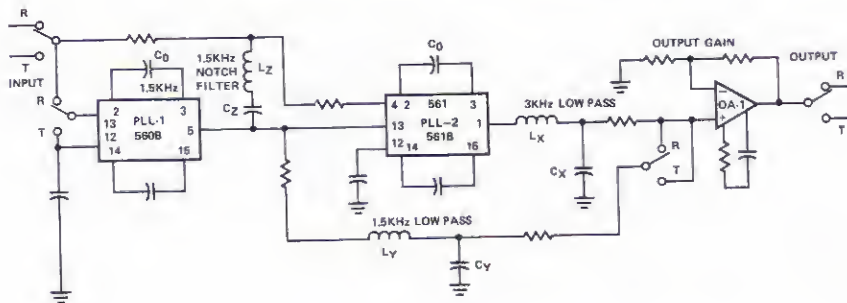 R
T
INPUT
R
T
C0
1.5KHz
2
3
13
12
14
15
5
PLL-1
560B
1.5KHz
NOTCH
FILTER
LZ
CZ
C0
4
2
561
3
13
PLL-2
561B
1
12
14
15
3KHz LOW PASS
LX
CX
1.5KHz LOW PASS
LY
CY
R
T
OUTPUT GAIN
−
OA-1
+
OUTPUT
R
T